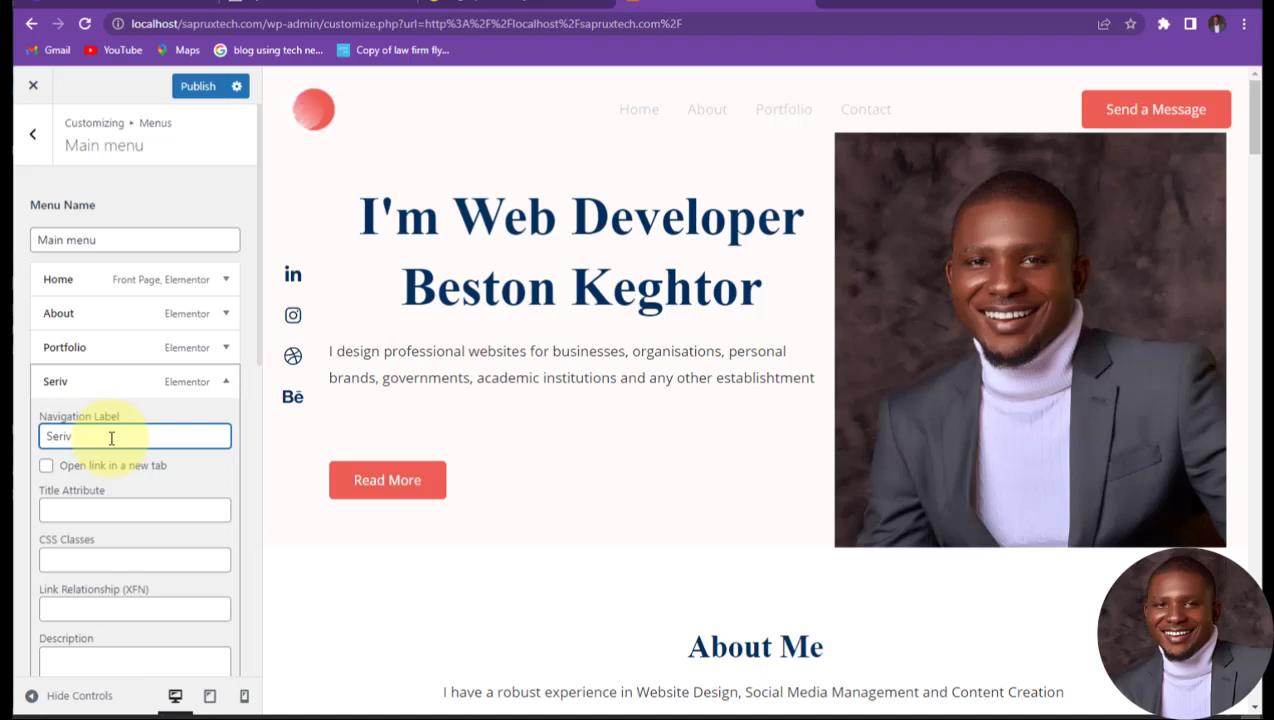 localhost/sapruxtech.com/wp-admin/customize.php?url=http%3A%2F%2Flocalhost%2Fsapruxtech.com%2F
Gmail YouTube Maps blog using tech ne... Copy of law firm fly...
Publish
Customizing ▸ Menus
Main menu
Menu Name
Main menu
Home Front Page, Elementor
About Elementor
Portfolio Elementor
Seriv Elementor
Navigation Label
Seriv
Open link in a new tab
Title Attribute
CSS Classes
Link Relationship (XFN)
Description
Hide Controls
Home About Portfolio Contact
Send a Message
I'm Web Developer
Beston Keghtor
in
Bē
I design professional websites for businesses, organisations, personal
brands, governments, academic institutions and any other establishtment
Read More
About Me
I have a robust experience in Website Design, Social Media Management and Content Creation